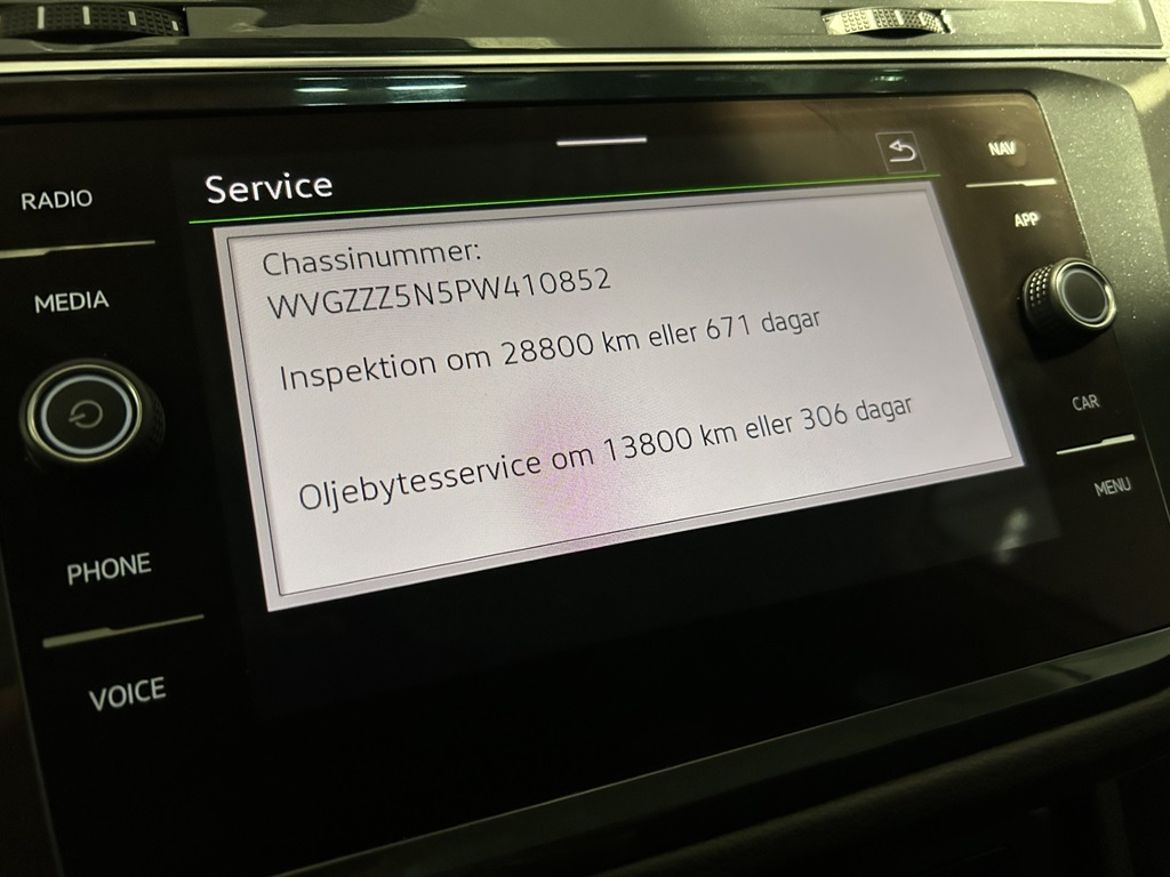 RADIO
MEDIA
PHONE
VOICE
Service
Chassinummer:
WVGZZZ5N5PW410852
Inspektion om 28800 km eller 671 dagar
Oljebytesservice om 13800 km eller 306 dagar
NAV
APP
CAR
MENU